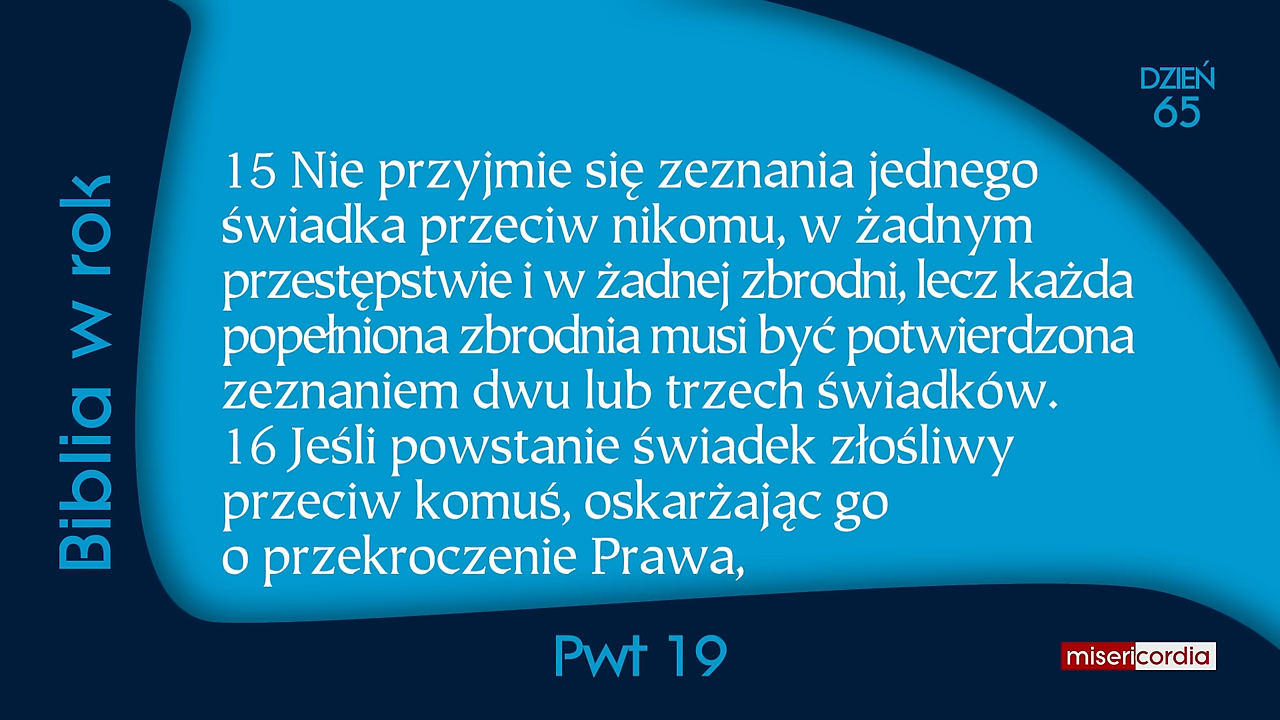 DZIEŃ
65
Biblia w rok
15 Nie przyjmie się zeznania jednego
świadka przeciw nikomu, w żadnym
przestępstwie i w żadnej zbrodni, lecz każda
popełniona zbrodnia musi być potwierdzona
zeznaniem dwu lub trzech świadków.
16 Jeśli powstanie świadek złośliwy
przeciw komuś, oskarżając go
o przekroczenie Prawa,
Pwt 19
misericordia